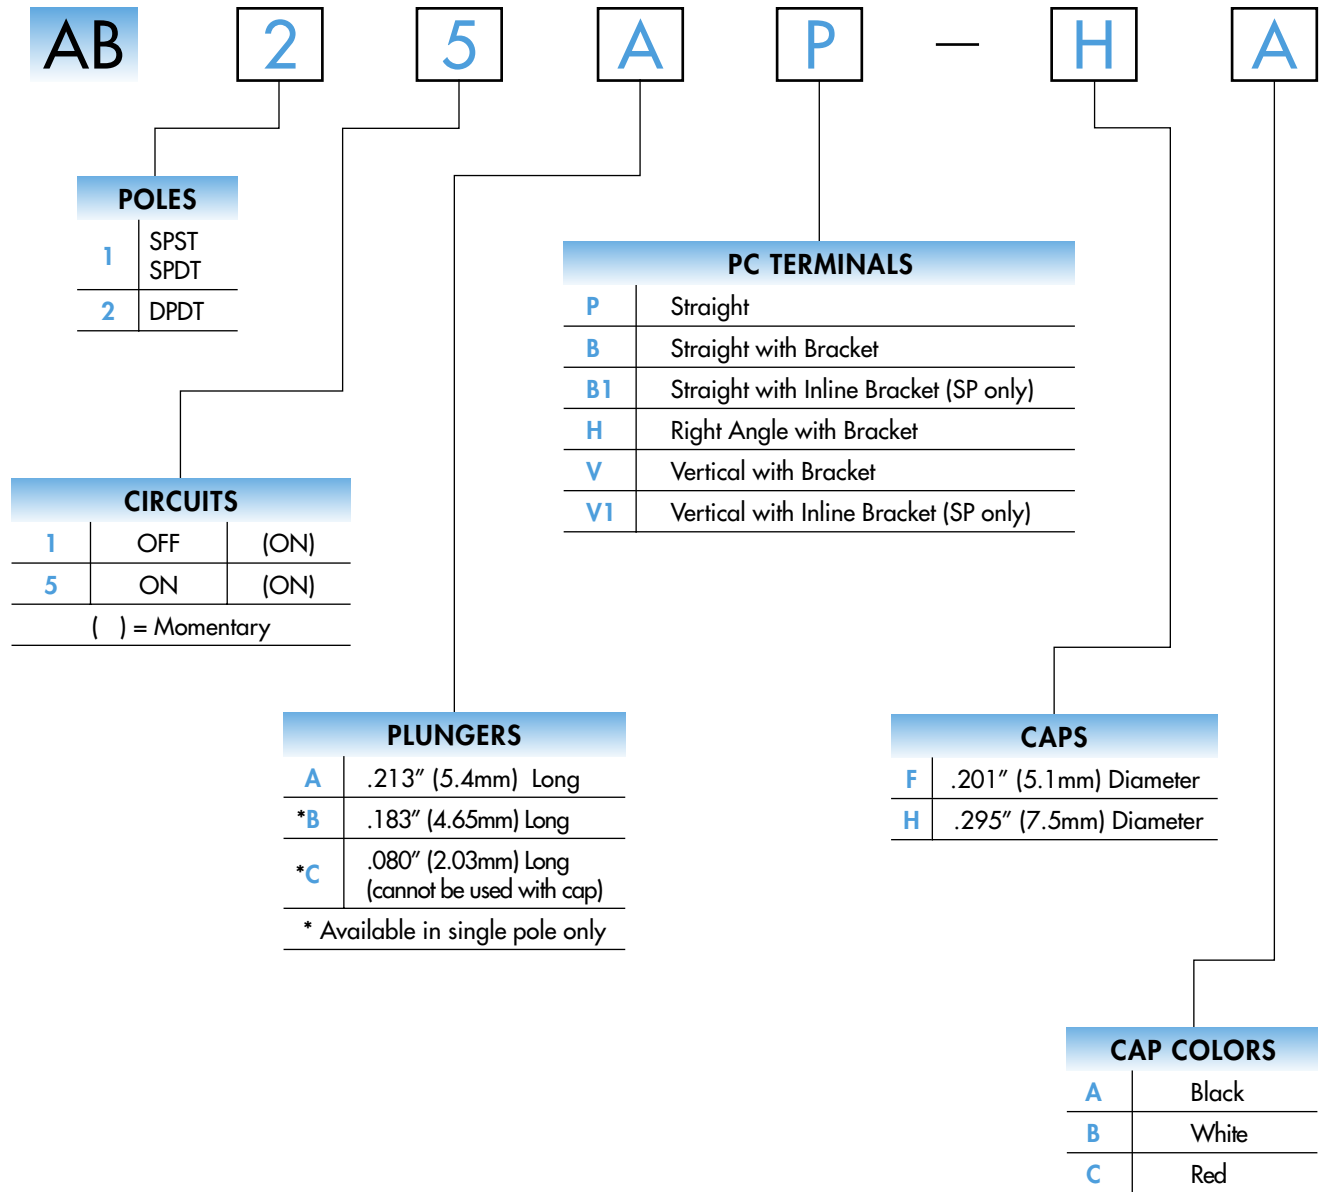 AB 2 5 A P — H A
POLES
1 SPST
SPDT
2 DPDT
PC TERMINALS
P Straight
B Straight with Bracket
B1 Straight with Inline Bracket (SP only)
H Right Angle with Bracket
V Vertical with Bracket
V1 Vertical with Inline Bracket (SP only)
CIRCUITS
1 OFF (ON)
5 ON (ON)
( ) = Momentary
PLUNGERS
A .213″ (5.4mm) Long
*B .183″ (4.65mm) Long
*C .080″ (2.03mm) Long
(cannot be used with cap)
* Available in single pole only
CAPS
F .201″ (5.1mm) Diameter
H .295″ (7.5mm) Diameter
CAP COLORS
A Black
B White
C Red